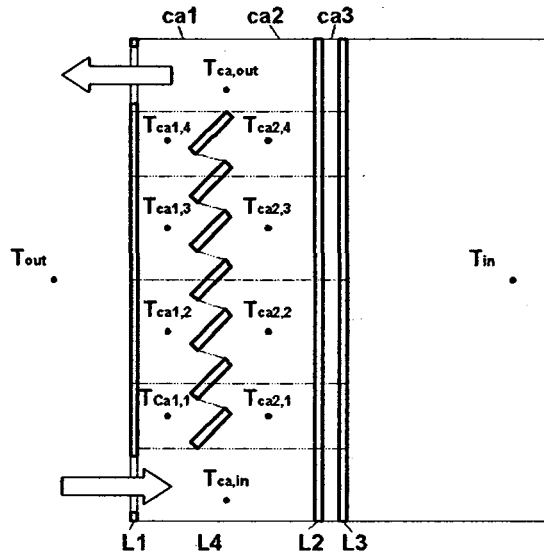 ca1 ca2 ca3
Tca,out
Tca1,4 Tca2,4
Tca1,3 Tca2,3
Tout Tin
Tca1,2 Tca2,2
TCa1,1 Tca2,1
Tca,in
L1 L4 L2 L3